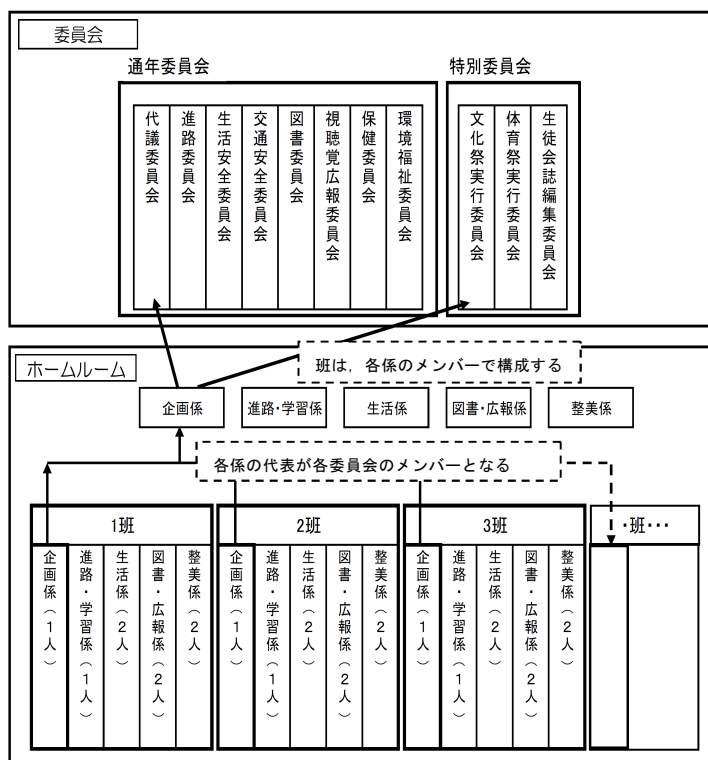 委員会
通年委員会
特別委員会
代議委員会
進路委員会
生活安全委員会
交通安全委員会
図書委員会
視聴覚広報委員会
保健委員会
環境福祉委員会
文化祭実行委員会
体育祭実行委員会
生徒会誌編集委員会
ホームルーム
班は，各係のメンバーで構成する
企画係
進路・学習係
生活係
図書・広報係
整美係
各係の代表が各委員会のメンバーとなる
1班
2班
3班
・班・・・
企画係（1人）
進路・学習係（1人）
生活係（2人）
図書・広報係（2人）
整美係（2人）
企画係（1人）
進路・学習係（1人）
生活係（2人）
図書・広報係（2人）
整美係（2人）
企画係（1人）
進路・学習係（1人）
生活係（2人）
図書・広報係（2人）
整美係（2人）